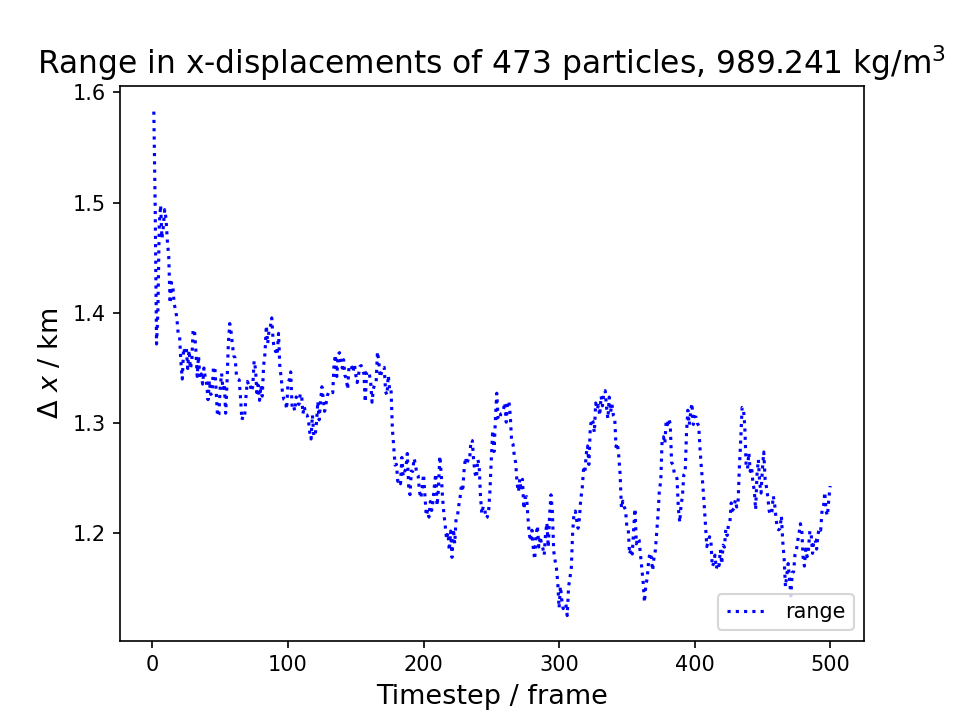 Range in x-displacements of 473 particles, 989.241 kg/m³
1.6
1.5
1.4
1.3
1.2
Δ x / km
range
0 100 200 300 400 500
Timestep / frame